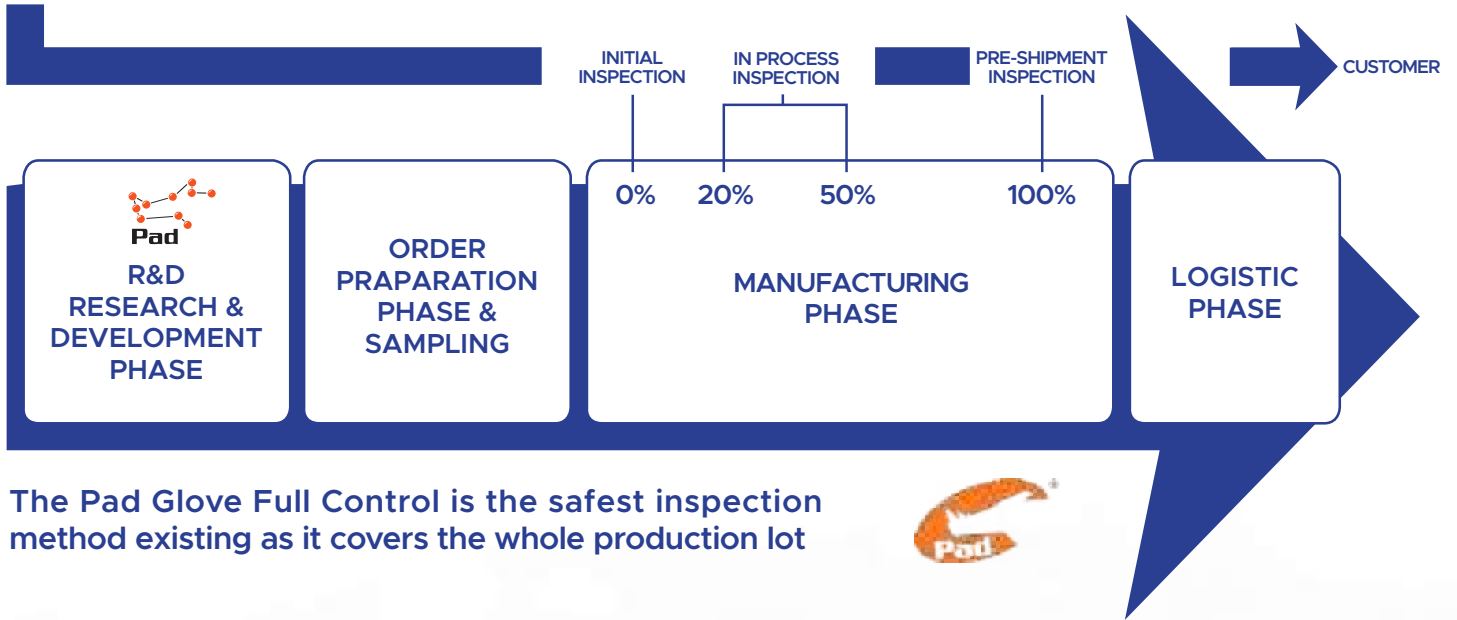 INITIAL
INSPECTION
IN PROCESS
INSPECTION
PRE-SHIPMENT
INSPECTION
CUSTOMER
0%
20%
50%
100%
Pad
R&D
RESEARCH &
DEVELOPMENT
PHASE
ORDER
PRAPARATION
PHASE &
SAMPLING
MANUFACTURING
PHASE
LOGISTIC
PHASE
The Pad Glove Full Control is the safest inspection
method existing as it covers the whole production lot
Pad